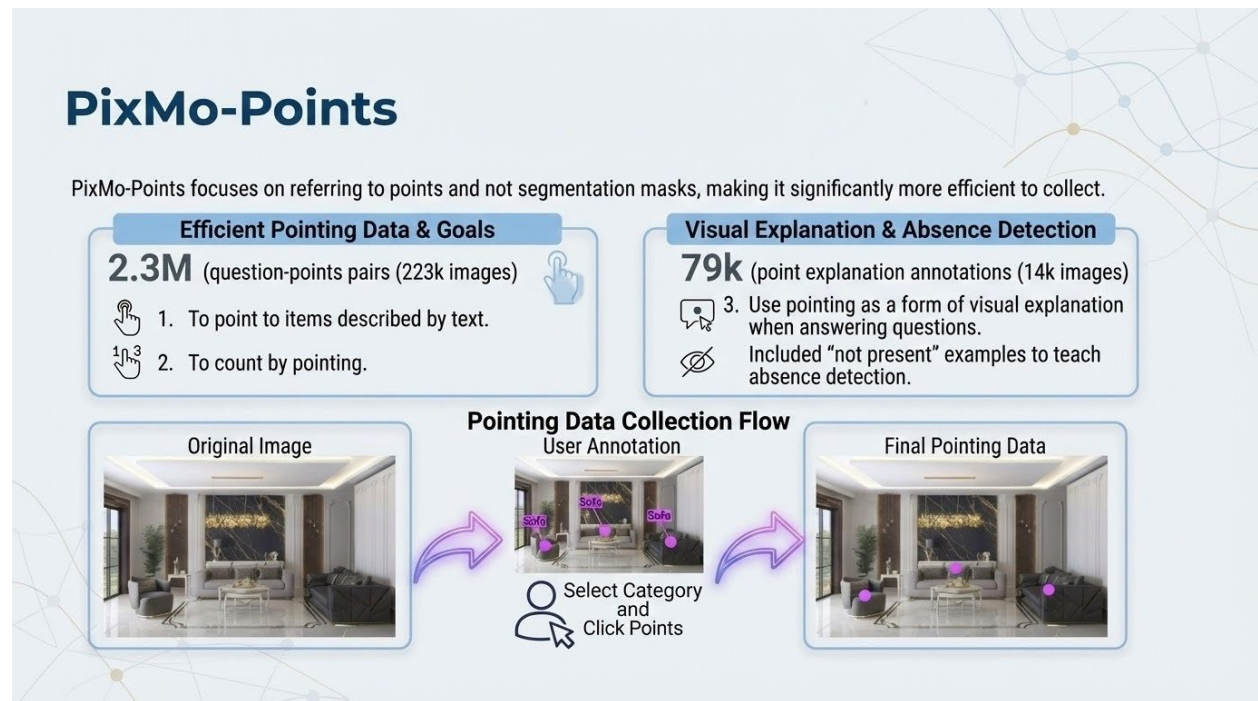 PixMo-Points
PixMo-Points focuses on referring to points and not segmentation masks, making it significantly more efficient to collect.
Efficient Pointing Data & Goals
2.3M (question-points pairs (223k images)
1. To point to items described by text.
1 3
2. To count by pointing.
Visual Explanation & Absence Detection
79k (point explanation annotations (14k images)
3. Use pointing as a form of visual explanation
when answering questions.
Included “not present” examples to teach
absence detection.
Pointing Data Collection Flow
Original Image
User Annotation
Sofa
Sofa
Sofa
Select Category
and
Click Points
Final Pointing Data